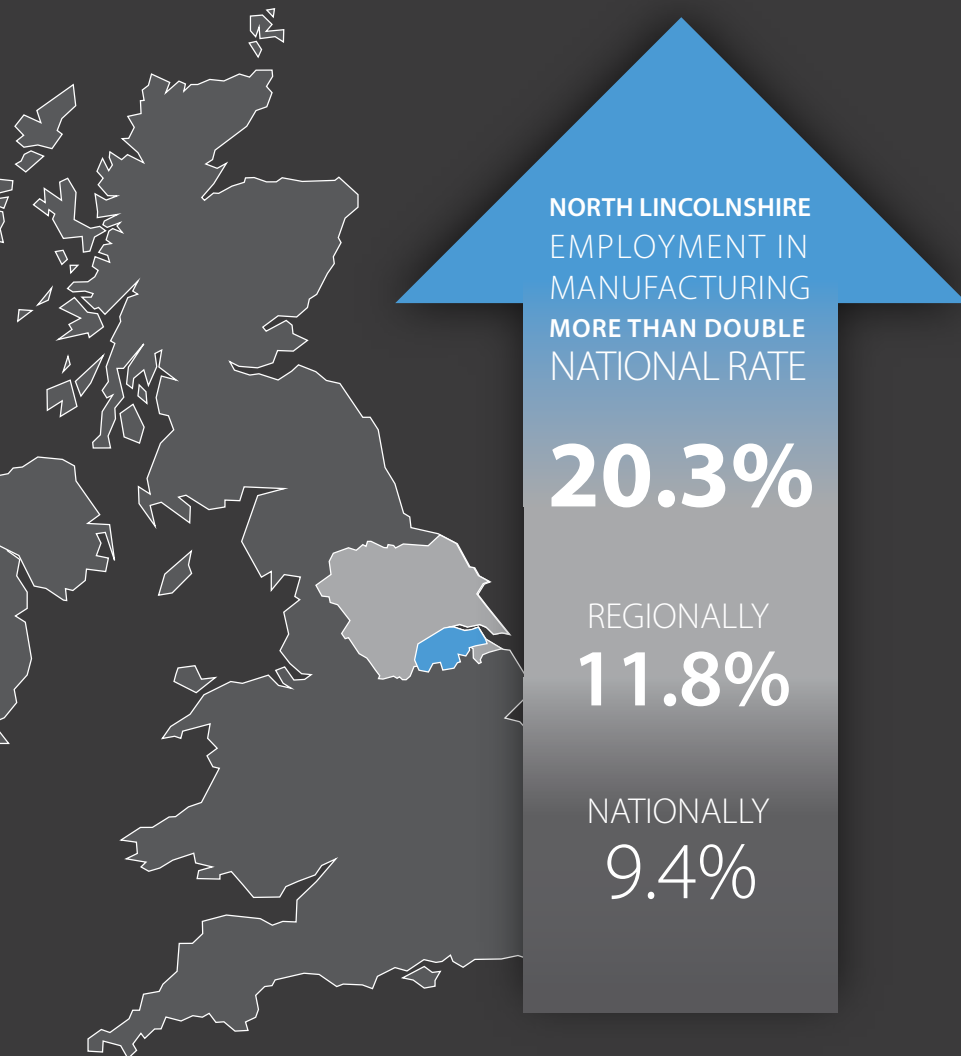 NORTH LINCOLNSHIRE
EMPLOYMENT IN
MANUFACTURING
MORE THAN DOUBLE
NATIONAL RATE
20.3%
REGIONALLY
11.8%
NATIONALLY
9.4%